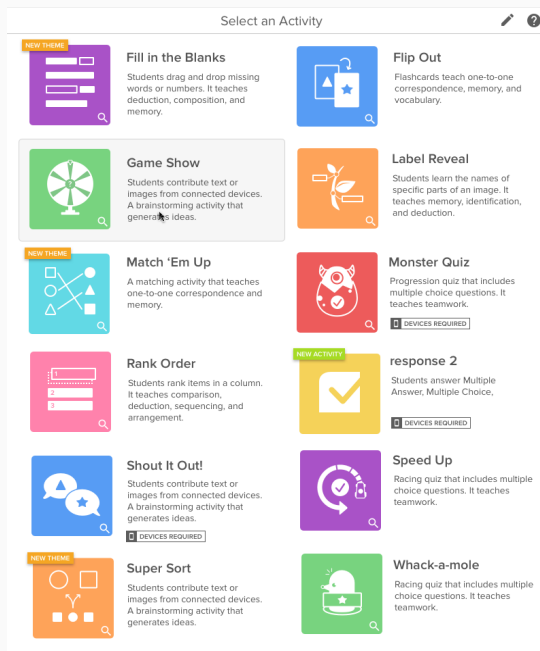 Select an Activity
NEW THEME
Fill in the Blanks
Students drag and drop missing
words or numbers. It teaches
deduction, composition, and
memory.
Flip Out
Flashcards teach one-to-one
correspondence, memory, and
vocabulary.
Game Show
Students contribute text or
images from connected devices.
A brainstorming activity that
generates ideas.
Label Reveal
Students learn the names of
specific parts of an image. It
teaches memory, identification,
and deduction.
NEW THEME
Match ‘Em Up
A matching activity that teaches
one-to-one correspondence and
memory.
Monster Quiz
Progression quiz that includes
multiple choice questions. It
teaches teamwork.
DEVICES REQUIRED
1
2
3
Rank Order
Students rank items in a column.
It teaches comparison,
deduction, sequencing, and
arrangement.
NEW ACTIVITY
response 2
Students answer Multiple
Answer, Multiple Choice,
DEVICES REQUIRED
Shout It Out!
Students contribute text or
images from connected devices.
A brainstorming activity that
generates ideas.
DEVICES REQUIRED
Speed Up
Racing quiz that includes multiple
choice questions. It teaches
teamwork.
NEW THEME
Super Sort
Students contribute text or
images from connected devices.
A brainstorming activity that
generates ideas.
Whack-a-mole
Racing quiz that includes multiple
choice questions. It teaches
teamwork.